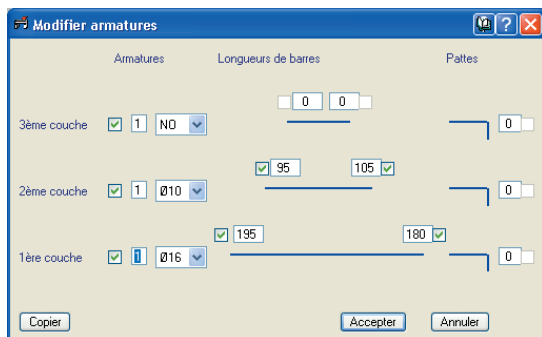 Modifier armatures
Armatures Longueurs de barres Pattes
0 0
3ème couche 1 NO 0
95 105
2ème couche 1 Ø10 0
195 180
1ère couche 1 Ø16 0
Copier Accepter Annuler